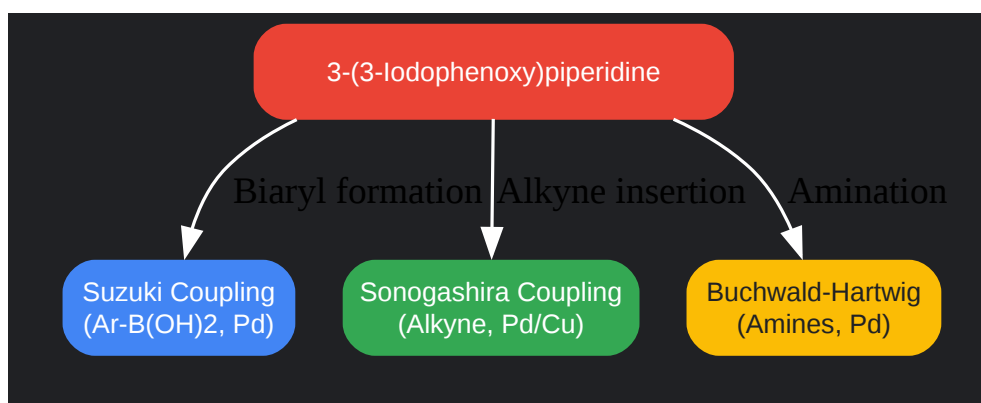 3-(3-Iodophenoxy)piperidine
Biaryl formation
Alkyne insertion
Amination
Suzuki Coupling
(Ar-B(OH)2, Pd)
Sonogashira Coupling
(Alkyne, Pd/Cu)
Buchwald-Hartwig
(Amines, Pd)